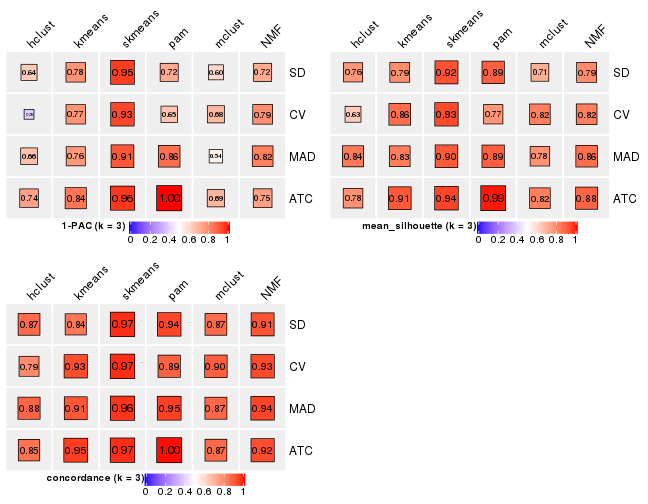 hclust kmeans skmeans pam mclust NMF
0.64 0.78 0.95 0.72 0.60 0.72 SD
0.77 0.93 0.65 0.68 0.79 CV
0.66 0.76 0.91 0.86 0.54 0.82 MAD
0.74 0.84 0.96 1.00 0.69 0.75 ATC
1-PAC (k = 3)
0 0.2 0.4 0.6 0.8 1
hclust kmeans skmeans pam mclust NMF
0.76 0.79 0.92 0.89 0.71 0.79 SD
0.63 0.86 0.93 0.77 0.82 0.82 CV
0.84 0.83 0.90 0.89 0.78 0.86 MAD
0.78 0.91 0.94 0.99 0.82 0.88 ATC
mean_silhouette (k = 3)
0 0.2 0.4 0.6 0.8 1
hclust kmeans skmeans pam mclust NMF
0.87 0.84 0.97 0.94 0.87 0.91 SD
0.79 0.93 0.97 0.89 0.90 0.93 CV
0.88 0.91 0.96 0.95 0.87 0.94 MAD
0.85 0.95 0.97 1.00 0.87 0.92 ATC
concordance (k = 3)
0 0.2 0.4 0.6 0.8 1